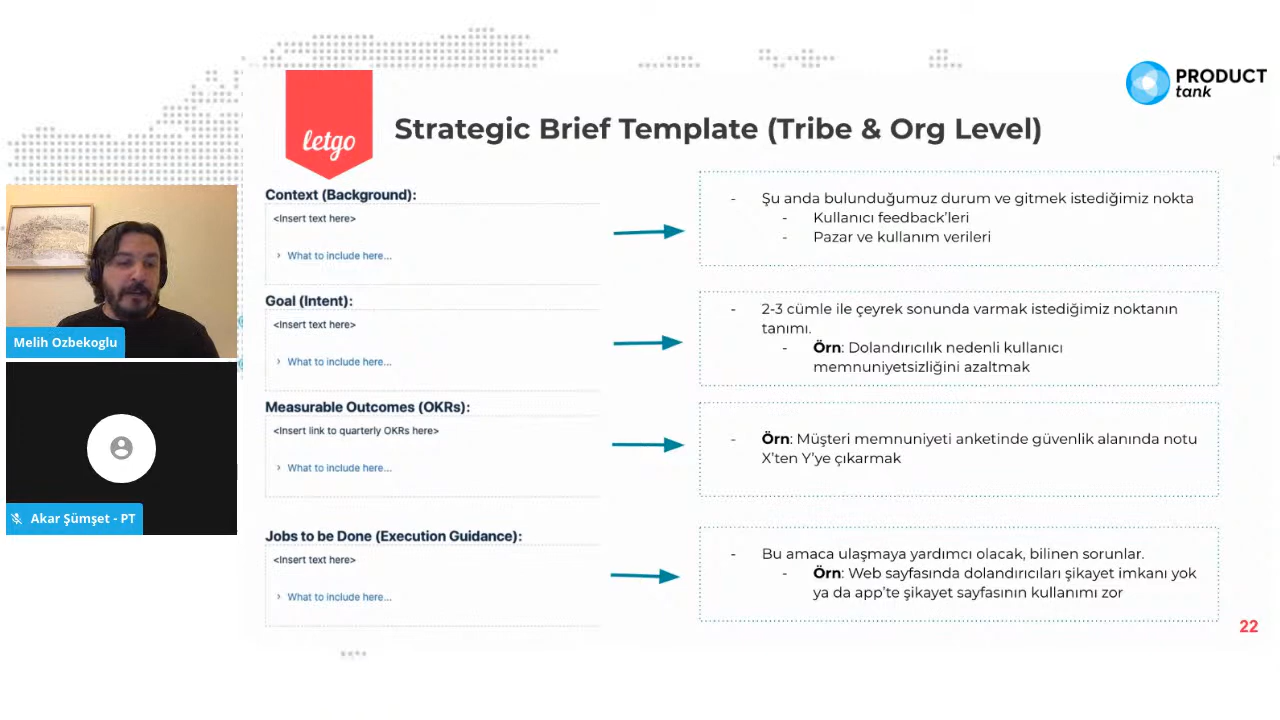 PRODUCT
tank
letgo
Strategic Brief Template (Tribe & Org Level)
Context (Background):
<Insert text here>
› What to include here...
- Şu anda bulunduğumuz durum ve gitmek istediğimiz nokta
- Kullanıcı feedback'leri
- Pazar ve kullanım verileri
Goal (Intent):
<Insert text here>
› What to include here...
- 2-3 cümle ile çeyrek sonunda varmak istediğimiz noktanın
tanımı.
- Örn: Dolandırıcılık nedenli kullanıcı
memnuniyetsizliğini azaltmak
Measurable Outcomes (OKRs):
<Insert link to quarterly OKRs here>
› What to include here...
- Örn: Müşteri memnuniyeti anketinde güvenlik alanında notu
X'ten Y'ye çıkarmak
Jobs to be Done (Execution Guidance):
<Insert text here>
› What to include here...
- Bu amaca ulaşmaya yardımcı olacak, bilinen sorunlar.
- Örn: Web sayfasında dolandırıcıları şikayet imkanı yok
ya da app'te şikayet sayfasının kullanımı zor
22
Melih Ozbekoglu
Akar Şümşet - PT